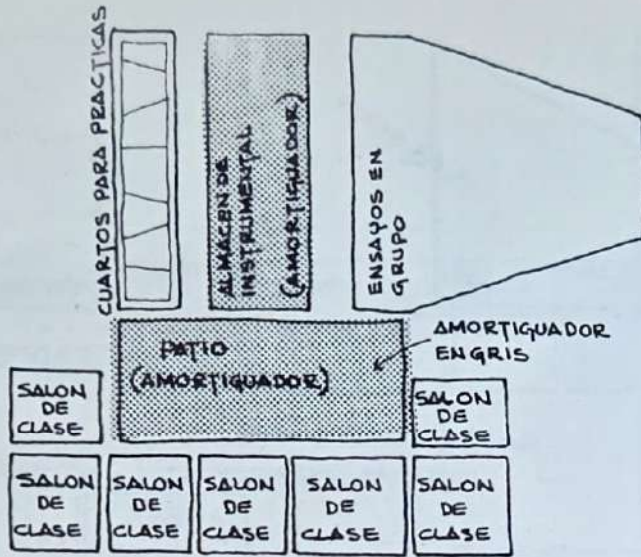 CUARTOS PARA PRACTICAS
ALMACEN DE
INSTRUMENTAL
(AMORTIGUADOR)
ENSAYOS EN
GRUPO
PATIO
(AMORTIGUADOR)
AMORTIGUADOR
EN GRIS
SALON
DE
CLASE
SALON
DE
CLASE
SALON
DE
CLASE
SALON
DE
CLASE
SALON
DE
CLASE
SALON
DE
CLASE
SALON
DE
CLASE